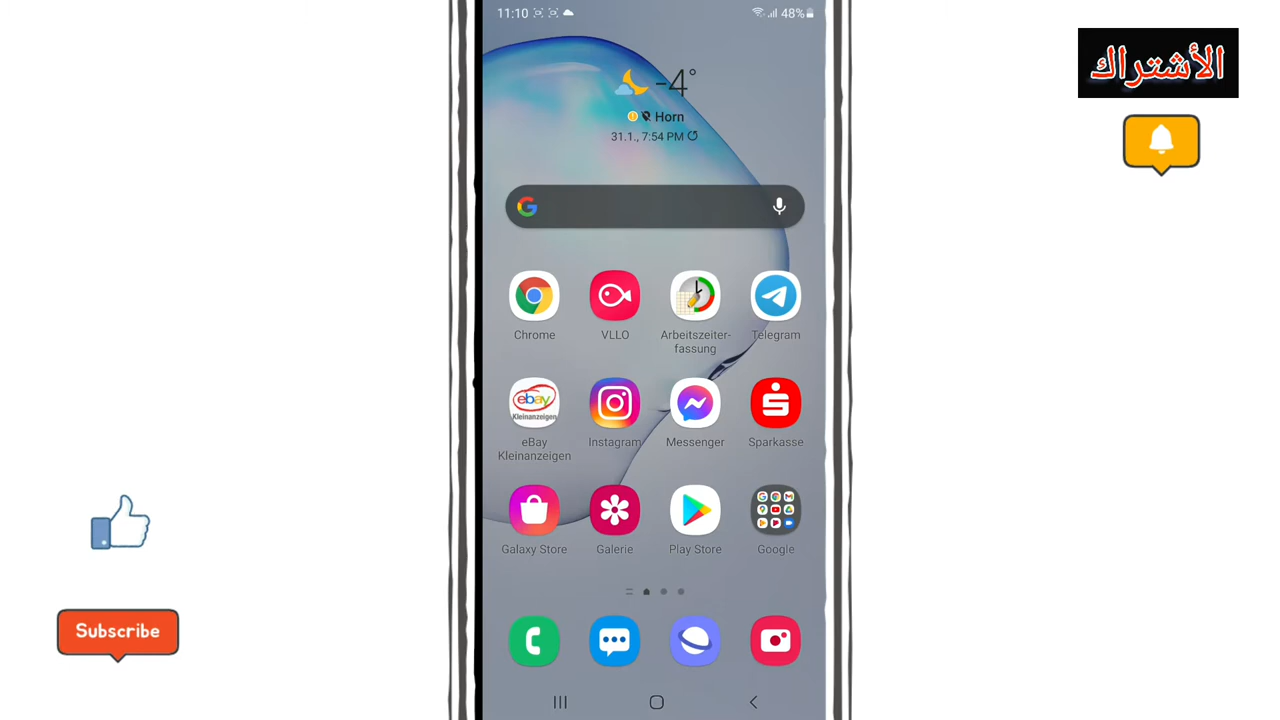 11:10
48%
-4°
Horn
31.1., 7:54 PM
Chrome
VLLO
Arbeitszeiter-
fassung
Telegram
ebay
Kleinanzeigen
eBay
Kleinanzeigen
Instagram
Messenger
Sparkasse
Galaxy Store
Galerie
Play Store
Google
الأشتراك
Subscribe